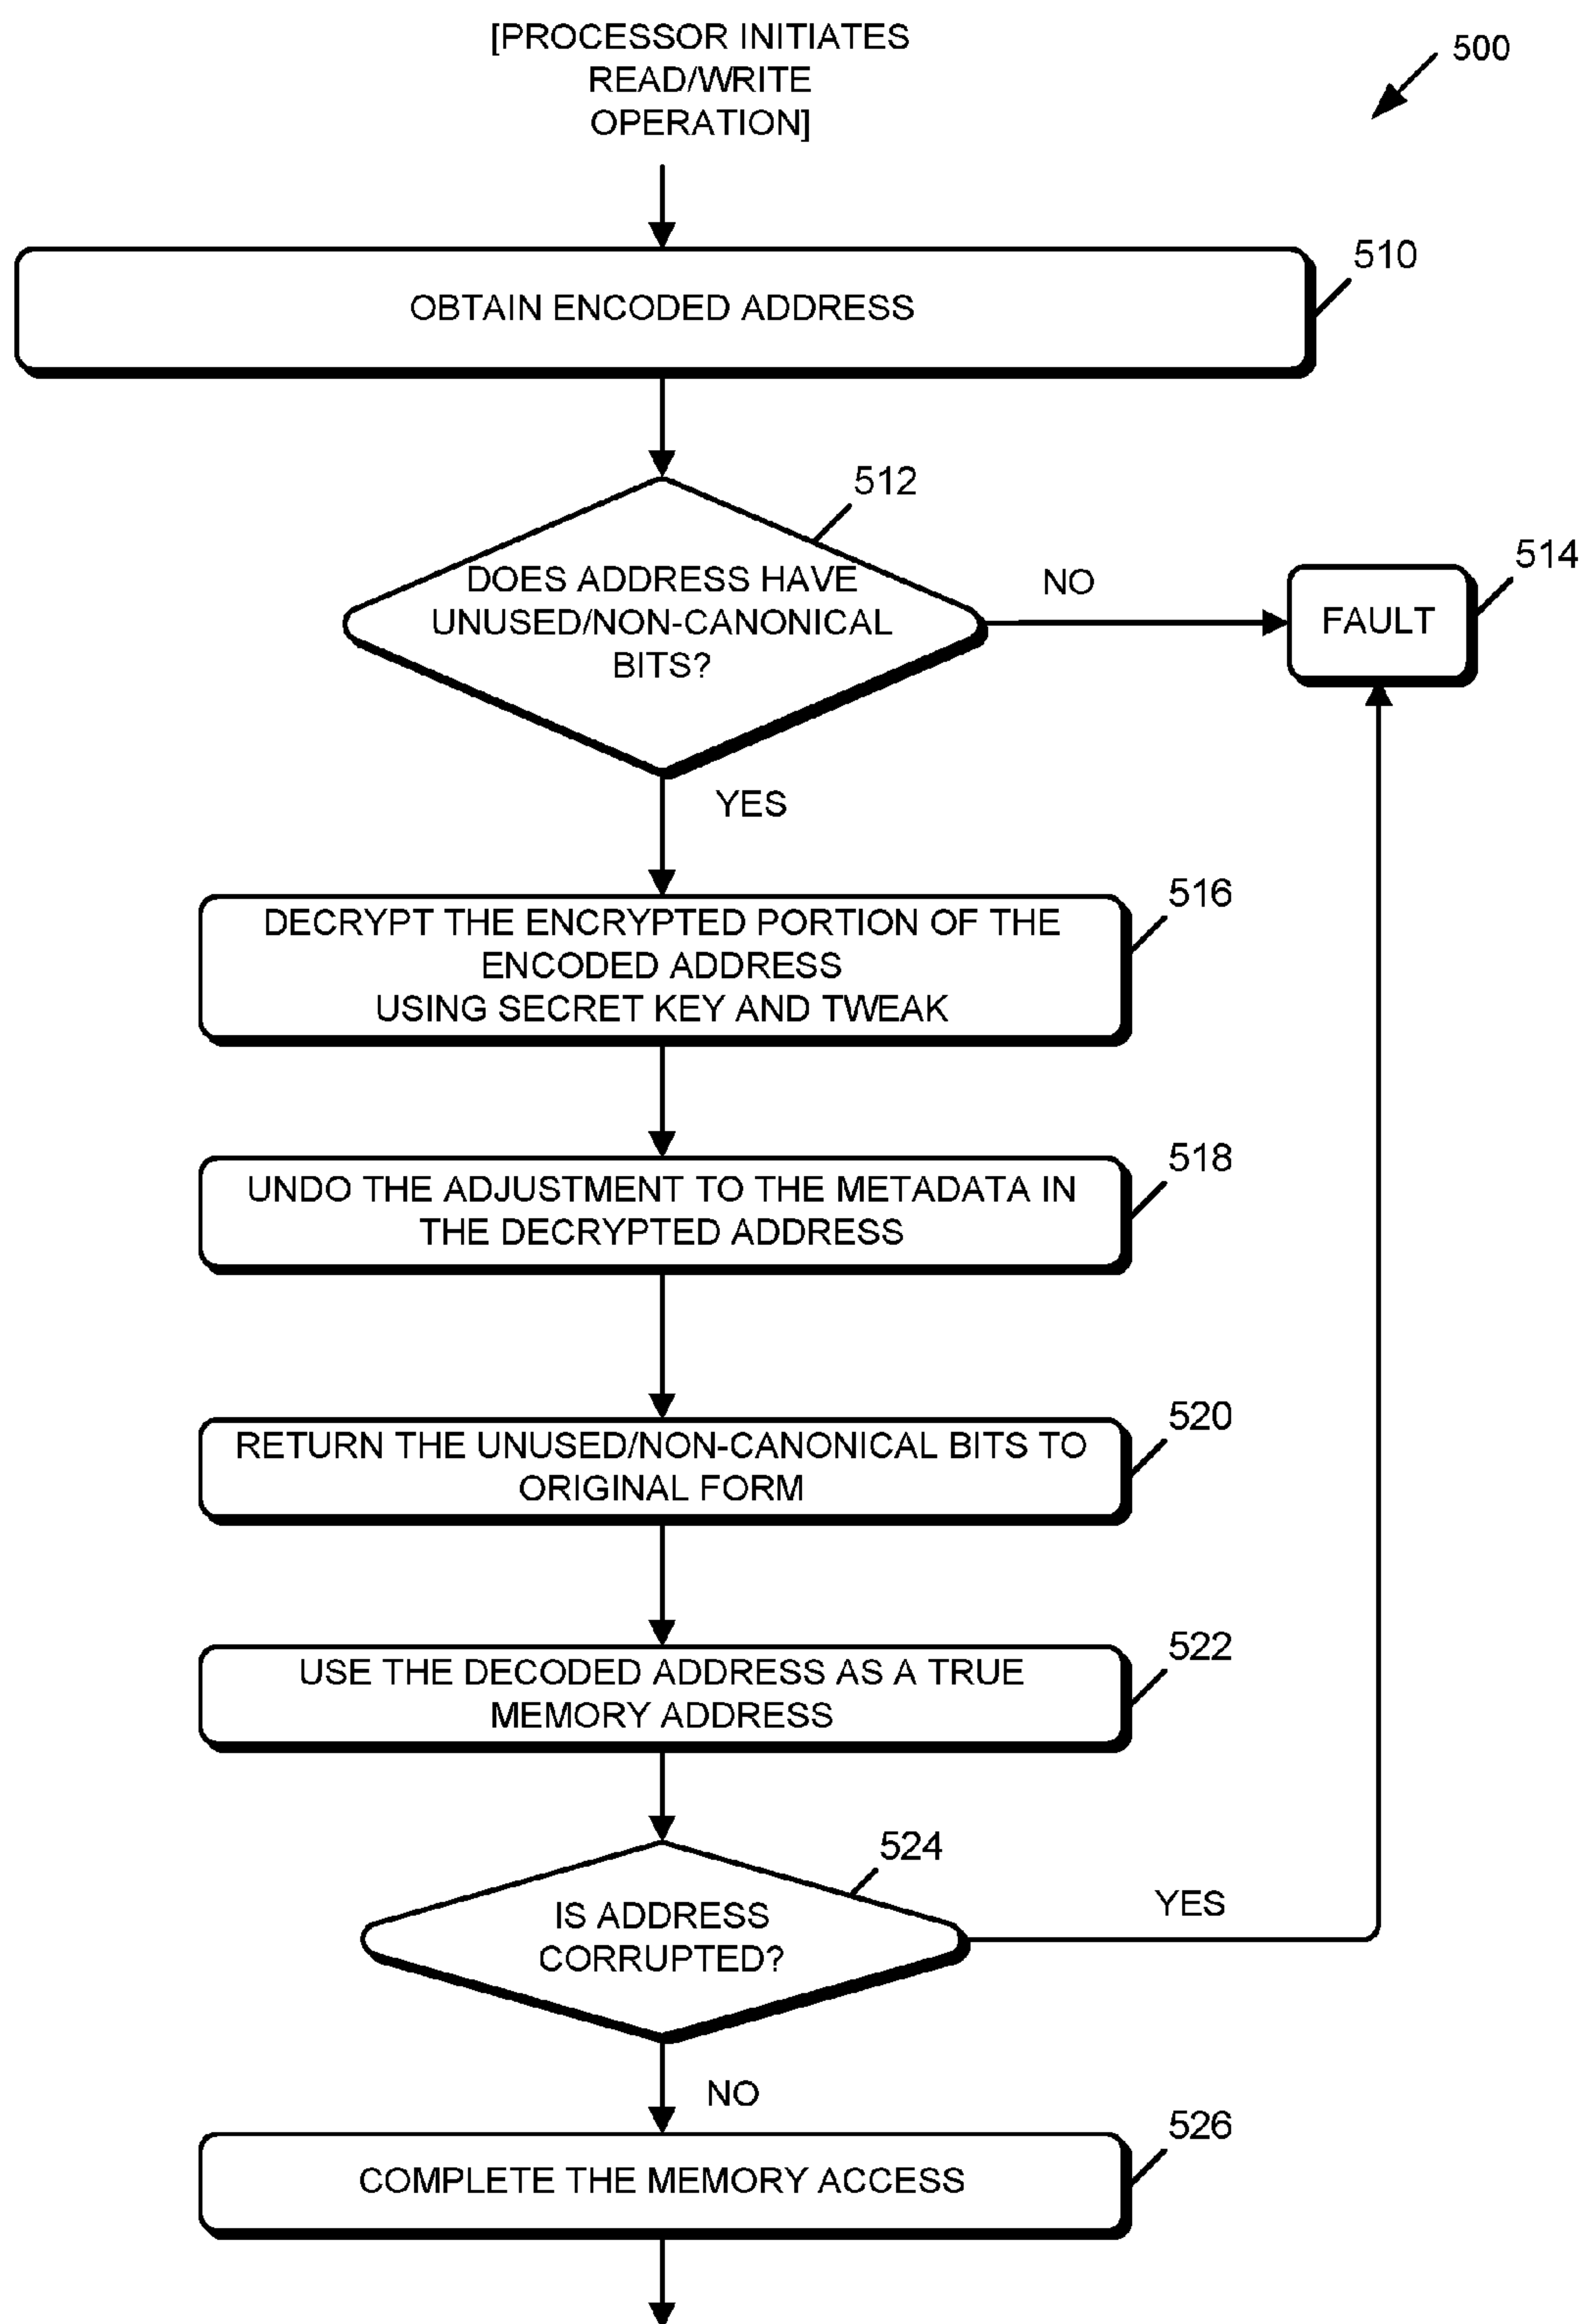 [PROCESSOR INITIATES
READ/WRITE
OPERATION]
500
510
OBTAIN ENCODED ADDRESS
512
DOES ADDRESS HAVE
UNUSED/NON-CANONICAL
BITS?
NO
514
FAULT
YES
516
DECRYPT THE ENCRYPTED PORTION OF THE
ENCODED ADDRESS
USING SECRET KEY AND TWEAK
518
UNDO THE ADJUSTMENT TO THE METADATA IN
THE DECRYPTED ADDRESS
520
RETURN THE UNUSED/NON-CANONICAL BITS TO
ORIGINAL FORM
522
USE THE DECODED ADDRESS AS A TRUE
MEMORY ADDRESS
524
IS ADDRESS
CORRUPTED?
YES
NO
526
COMPLETE THE MEMORY ACCESS